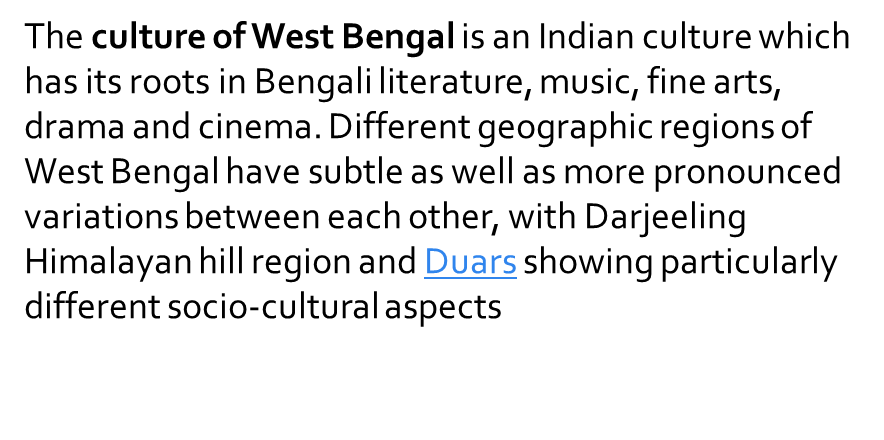 The culture of West Bengal is an Indian culture which
has its roots in Bengali literature, music, fine arts,
drama and cinema. Different geographic regions of
West Bengal have subtle as well as more pronounced
variations between each other, with Darjeeling
Himalayan hill region and Duars showing particularly
different socio-cultural aspects